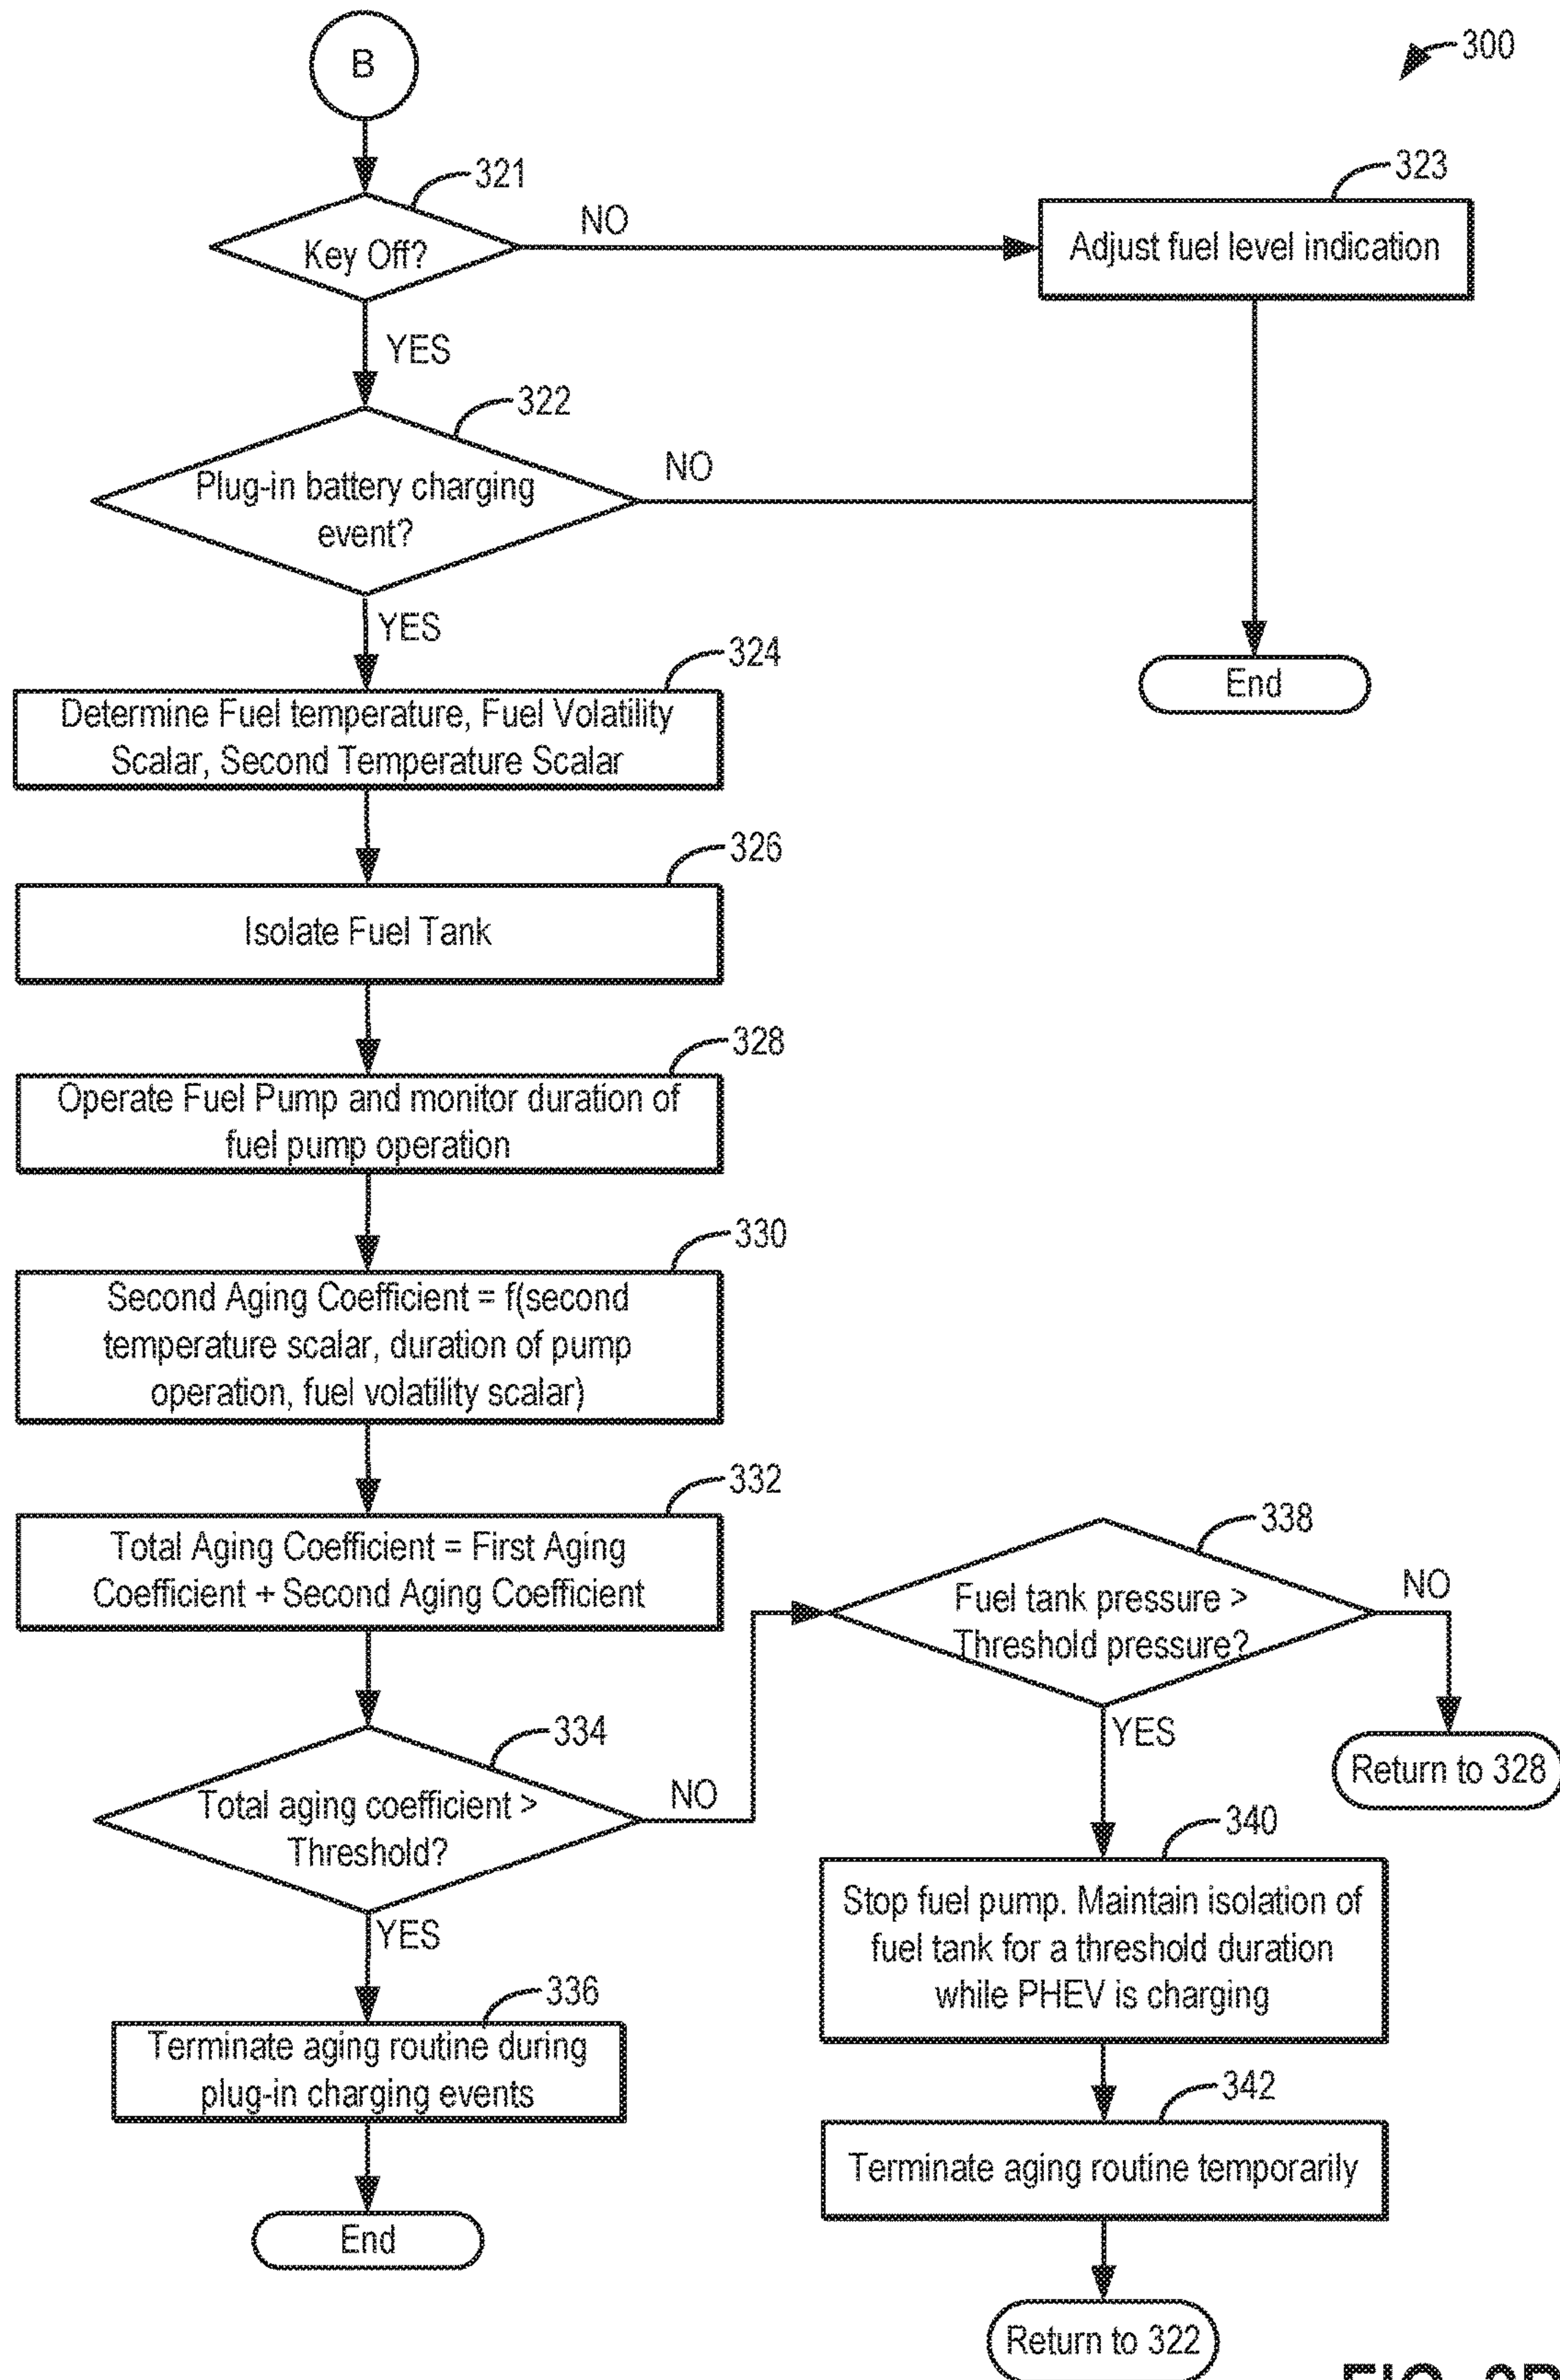 B
300
321
Key Off?
NO
323
Adjust fuel level indication
YES
322
Plug-in battery charging
event?
NO
YES
End
324
Determine Fuel temperature, Fuel Volatility
Scalar, Second Temperature Scalar
326
Isolate Fuel Tank
328
Operate Fuel Pump and monitor duration of
fuel pump operation
330
Second Aging Coefficient = f(second
temperature scalar, duration of pump
operation, fuel volatility scalar)
332
Total Aging Coefficient = First Aging
Coefficient + Second Aging Coefficient
334
Total aging coefficient >
Threshold?
NO
YES
336
Terminate aging routine during
plug-in charging events
End
338
Fuel tank pressure >
Threshold pressure?
NO
Return to 328
YES
340
Stop fuel pump. Maintain isolation of
fuel tank for a threshold duration
while PHEV is charging
342
Terminate aging routine temporarily
Return to 322